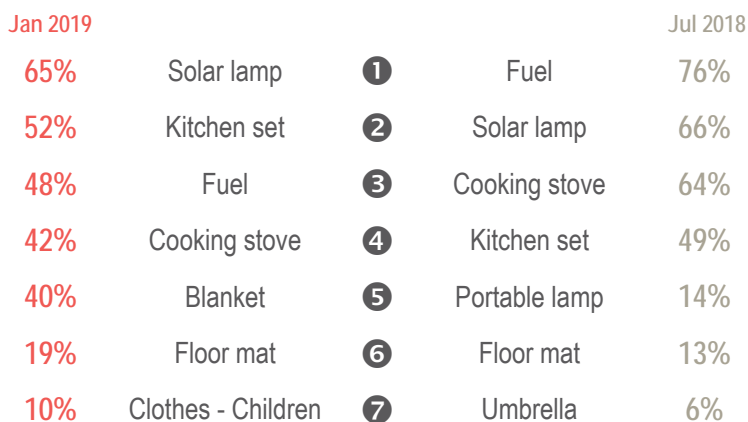 Jan 2019 Jul 2018
65% Solar lamp ❶ Fuel 76%
52% Kitchen set ❷ Solar lamp 66%
48% Fuel ❸ Cooking stove 64%
42% Cooking stove ❹ Kitchen set 49%
40% Blanket ❺ Portable lamp 14%
19% Floor mat ❻ Floor mat 13%
10% Clothes - Children ❼ Umbrella 6%